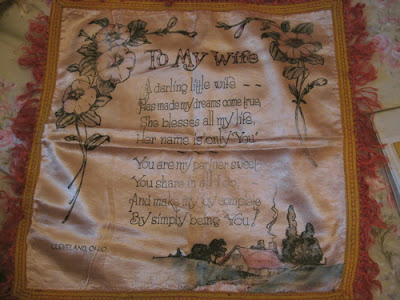 To My Wife
A darling little wife
Has made my dreams come true,
She blesses all my life,
Her name is only "You"
You are my partner sweet
You share in all I do
And make my joy complete
By simply being "You"!
CLEVELAND, OHIO